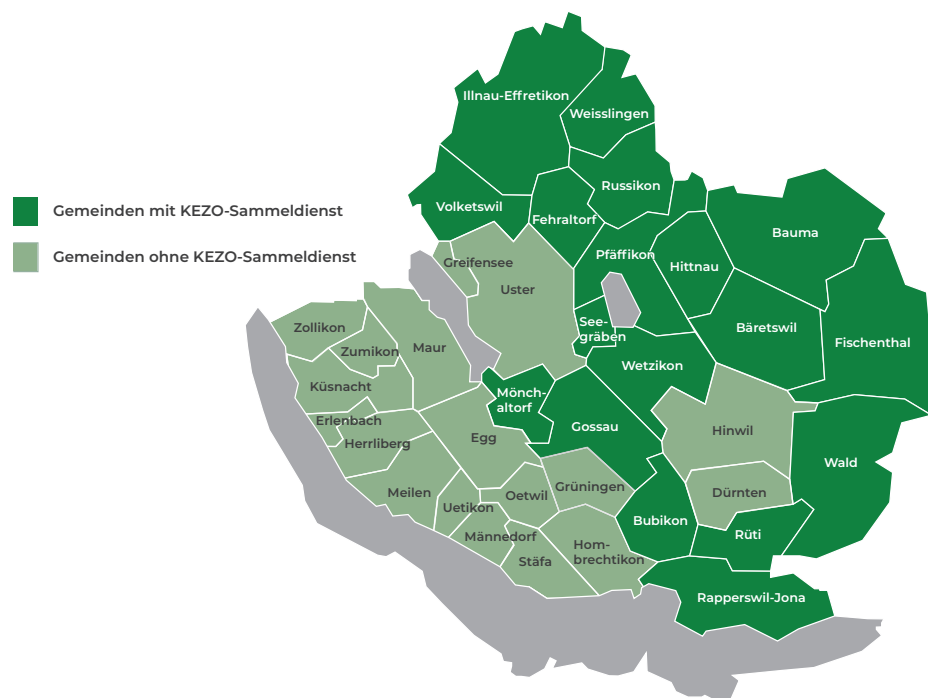 Illnau-Effretikon
Weisslingen
Russikon
Gemeinden mit KEZO-Sammeldienst
Volketswil
Fehraltorf
Bauma
Gemeinden ohne KEZO-Sammeldienst
Greifensee
Pfäffikon
Hittnau
Uster
Zollikon
Zumikon
Maur
See-
gräben
Bäretswil
Fischenthal
Küsnacht
Wetzikon
Mönch-
altorf
Erlenbach
Herrliberg
Egg
Gossau
Hinwil
Wald
Meilen
Uetikon
Oetwil
Grüningen
Dürnten
Männedorf
Bubikon
Rüti
Stäfa
Hom-
brechtikon
Rapperswil-Jona